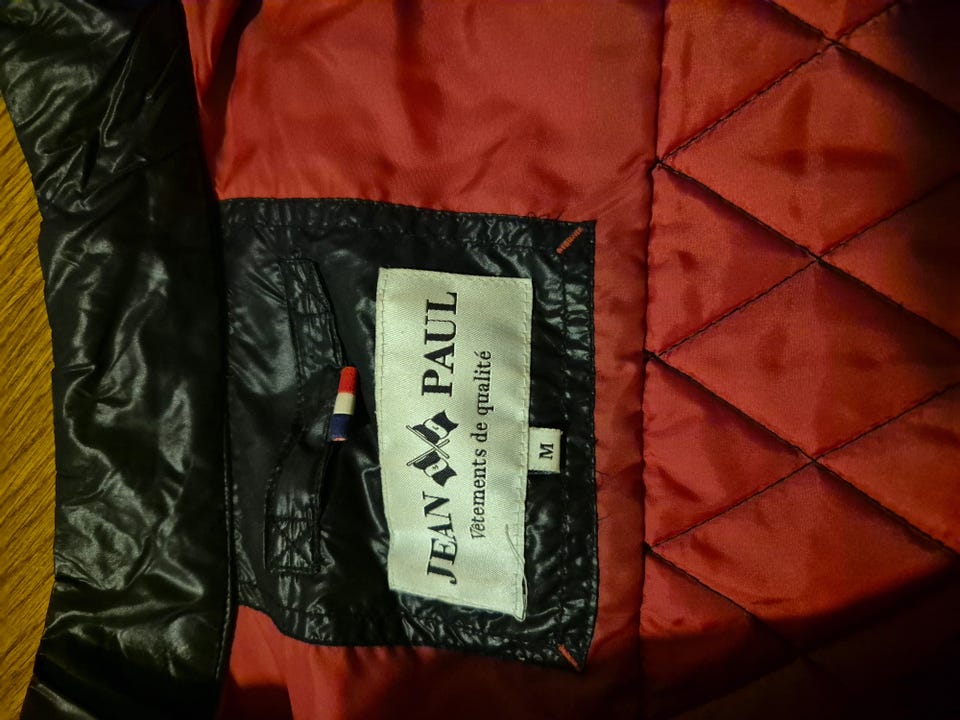 JEAN PAUL
Vêtements de qualité
M